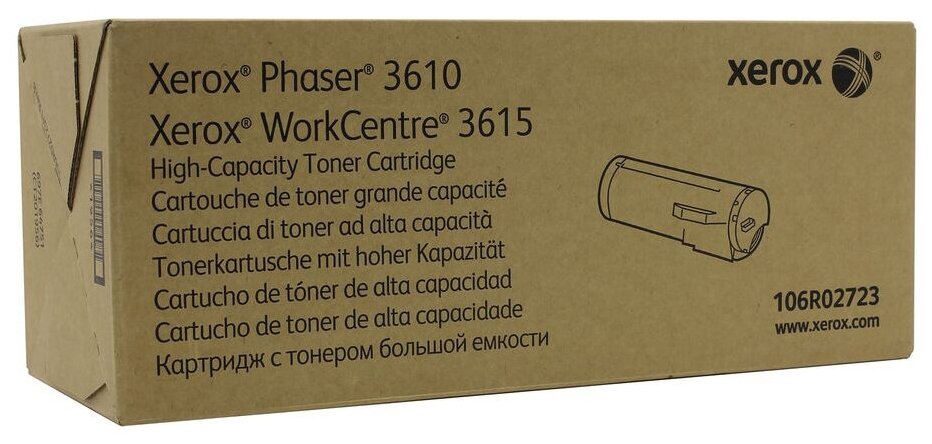 Xerox® Phaser® 3610
Xerox® WorkCentre® 3615
High-Capacity Toner Cartridge
Cartouche de toner grande capacité
Cartuccia di toner ad alta capacità
Tonerkartusche mit hoher Kapazität
Cartucho de tóner de alta capacidad
Cartucho de toner de alta capacidade
Картридж с тонером большой емкости
xerox®
106R02723
www.xerox.com